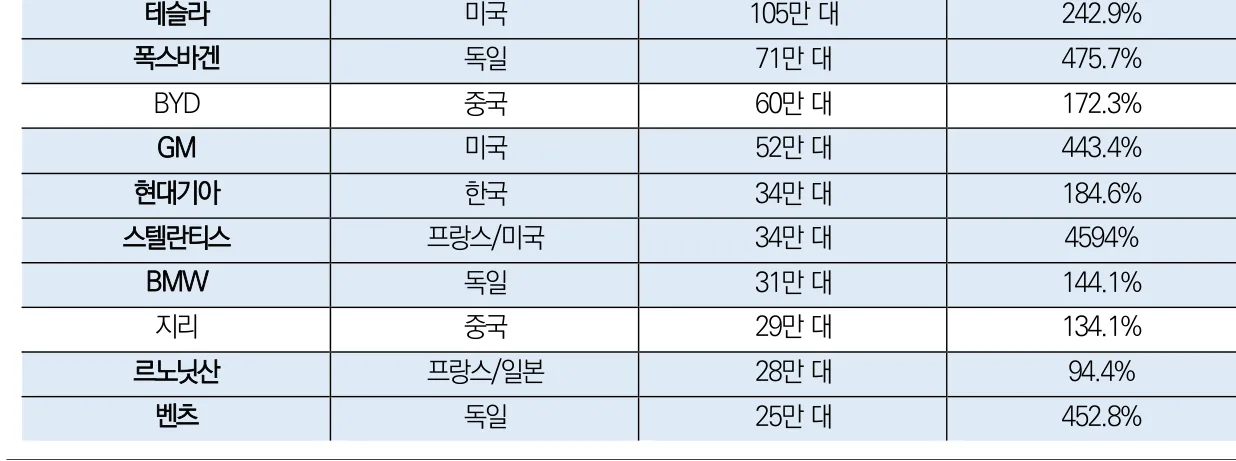 테슬라 미국 105만 대 242.9%
폭스바겐 독일 71만 대 475.7%
BYD 중국 60만 대 172.3%
GM 미국 52만 대 443.4%
현대기아 한국 34만 대 184.6%
스텔란티스 프랑스/미국 34만 대 4594%
BMW 독일 31만 대 144.1%
지리 중국 29만 대 134.1%
르노닛산 프랑스/일본 28만 대 94.4%
벤츠 독일 25만 대 452.8%